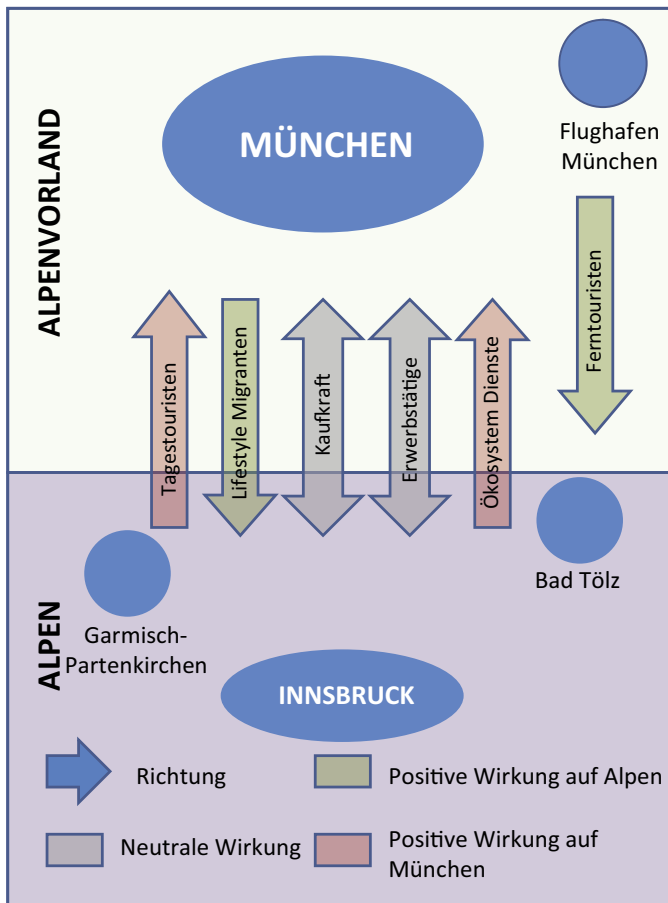 ALPENVORLAND
MÜNCHEN
Flughafen
München
Tagestouristen
Lifestyle Migranten
Kaufkraft
Erwerbstätige
Ökosystem Dienste
Ferntouristen
ALPEN
Garmisch-
Partenkirchen
Bad Tölz
INNSBRUCK
Richtung
Positive Wirkung auf Alpen
Neutrale Wirkung
Positive Wirkung auf
München